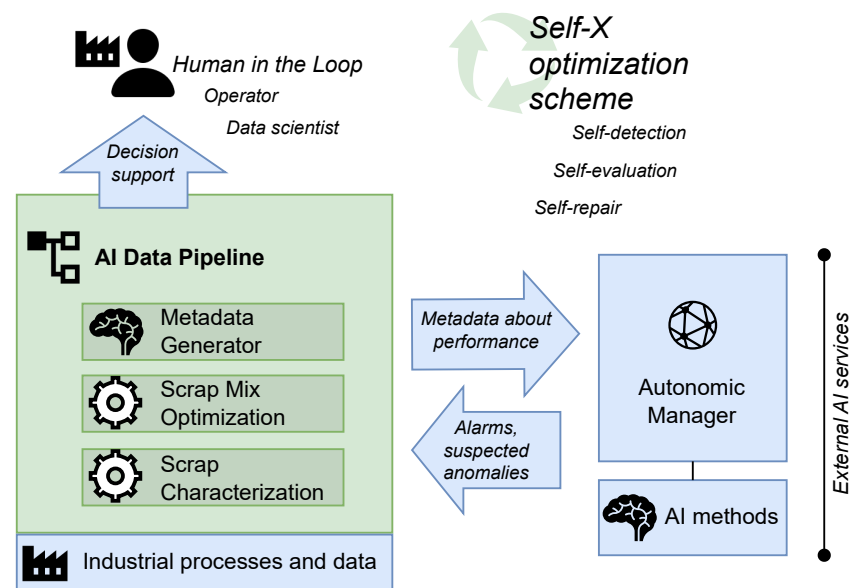 Human in the Loop
Operator
Data scientist
Self-X
optimization
scheme
Self-detection
Self-evaluation
Self-repair
Decision
support
AI Data Pipeline
Metadata
Generator
Scrap Mix
Optimization
Scrap
Characterization
Industrial processes and data
Metadata about
performance
Alarms,
suspected
anomalies
Autonomic
Manager
AI methods
External AI services